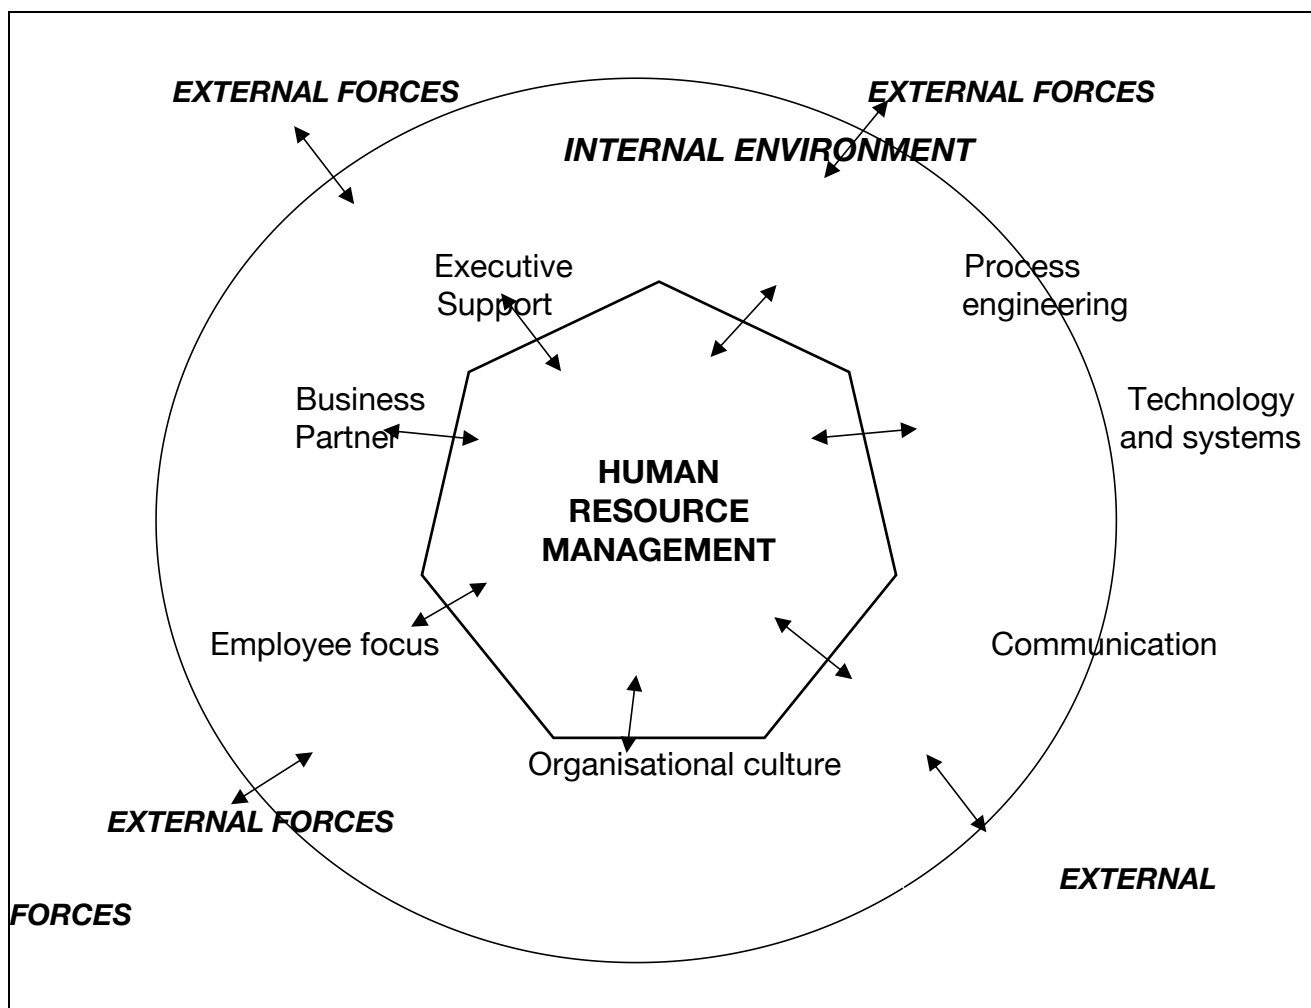 EXTERNAL FORCES
EXTERNAL FORCES
INTERNAL ENVIRONMENT
Executive
Support
Process
engineering
Business
Partner
Technology
and systems
HUMAN
RESOURCE
MANAGEMENT
Employee focus
Communication
Organisational culture
EXTERNAL FORCES
EXTERNAL
FORCES